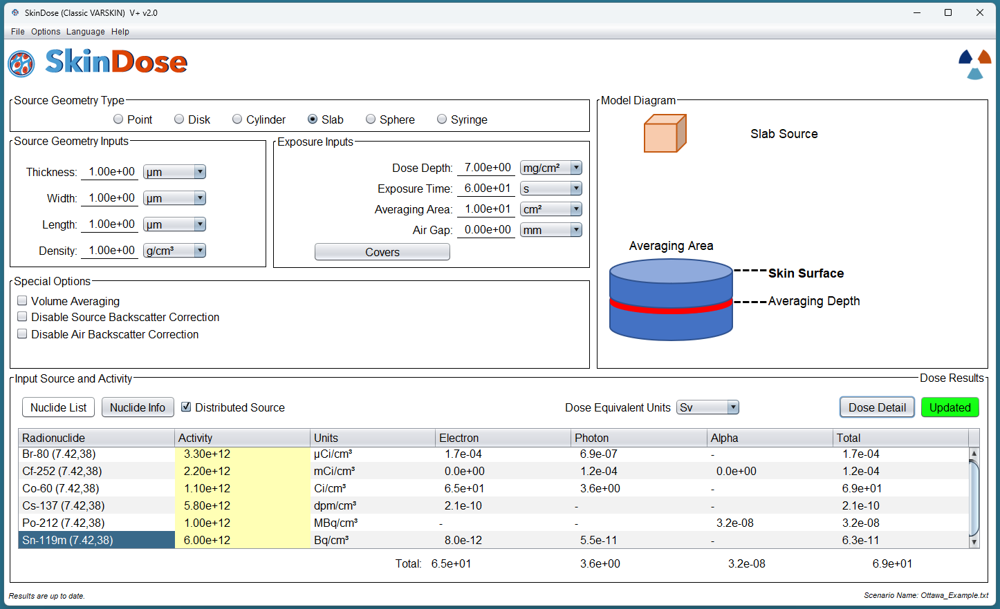 SkinDose (Classic VARSKIN) V+ v2.0
File Options Language Help
SkinDose
Source Geometry Type
Point Disk Cylinder Slab Sphere Syringe
Source Geometry Inputs
Thickness: 1.00e+00 µm
Width: 1.00e+00 µm
Length: 1.00e+00 µm
Density: 1.00e+00 g/cm³
Exposure Inputs
Dose Depth: 7.00e+00 mg/cm²
Exposure Time: 6.00e+01 s
Averaging Area: 1.00e+01 cm²
Air Gap: 0.00e+00 mm
Covers
Special Options
Volume Averaging
Disable Source Backscatter Correction
Disable Air Backscatter Correction
Model Diagram
Slab Source
Averaging Area
Skin Surface
Averaging Depth
Input Source and Activity Dose Results
Nuclide List Nuclide Info Distributed Source Dose Equivalent Units Sv Dose Detail Updated
Radionuclide Activity Units Electron Photon Alpha Total
Br-80 (7.42,38) 3.30e+12 µCi/cm³ 1.7e-04 6.9e-07 - 1.7e-04
Cf-252 (7.42,38) 2.20e+12 mCi/cm³ 0.0e+00 1.2e-04 0.0e+00 1.2e-04
Co-60 (7.42,38) 1.10e+12 Ci/cm³ 6.5e+01 3.6e+00 - 6.9e+01
Cs-137 (7.42,38) 5.80e+12 dpm/cm³ 2.1e-10 - - 2.1e-10
Po-212 (7.42,38) 1.00e+12 MBq/cm³ - - 3.2e-08 3.2e-08
Sn-119m (7.42,38) 6.00e+12 Bq/cm³ 8.0e-12 5.5e-11 - 6.3e-11
Total: 6.5e+01 3.6e+00 3.2e-08 6.9e+01
Results are up to date.
Scenario Name: Ottawa_Example.txt